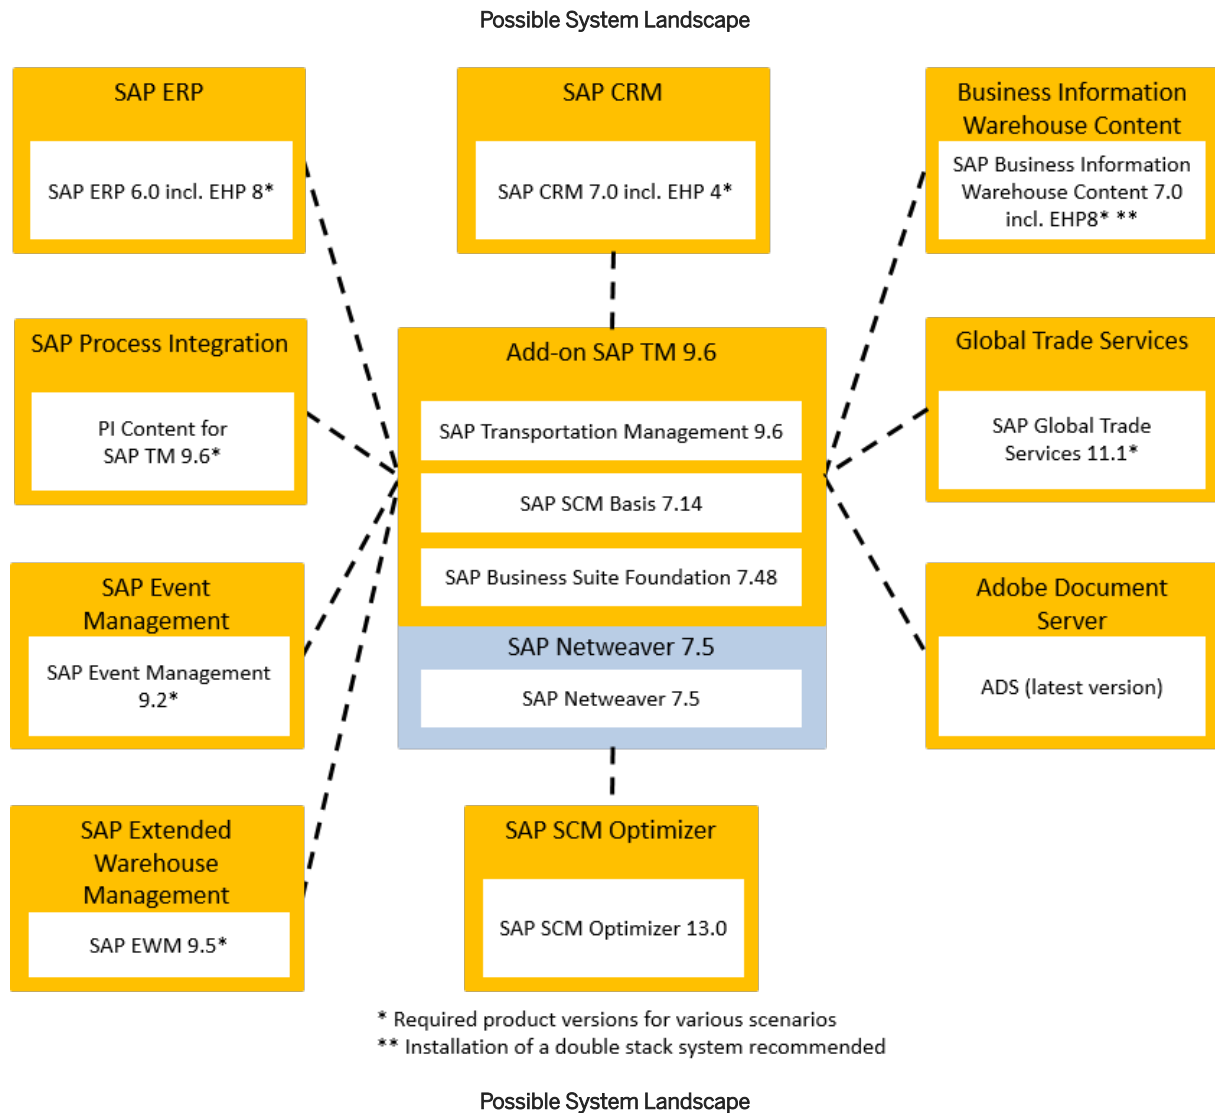 Possible System Landscape
SAP ERP
SAP ERP 6.0 incl. EHP 8*
SAP CRM
SAP CRM 7.0 incl. EHP 4*
Business Information
Warehouse Content
SAP Business Information
Warehouse Content 7.0
incl. EHP8* **
SAP Process Integration
PI Content for
SAP TM 9.6*
Add-on SAP TM 9.6
SAP Transportation Management 9.6
SAP SCM Basis 7.14
SAP Business Suite Foundation 7.48
SAP Netweaver 7.5
SAP Netweaver 7.5
Global Trade Services
SAP Global Trade
Services 11.1*
SAP Event
Management
SAP Event Management
9.2*
Adobe Document
Server
ADS (latest version)
SAP Extended
Warehouse
Management
SAP EWM 9.5*
SAP SCM Optimizer
SAP SCM Optimizer 13.0
* Required product versions for various scenarios
** Installation of a double stack system recommended
Possible System Landscape